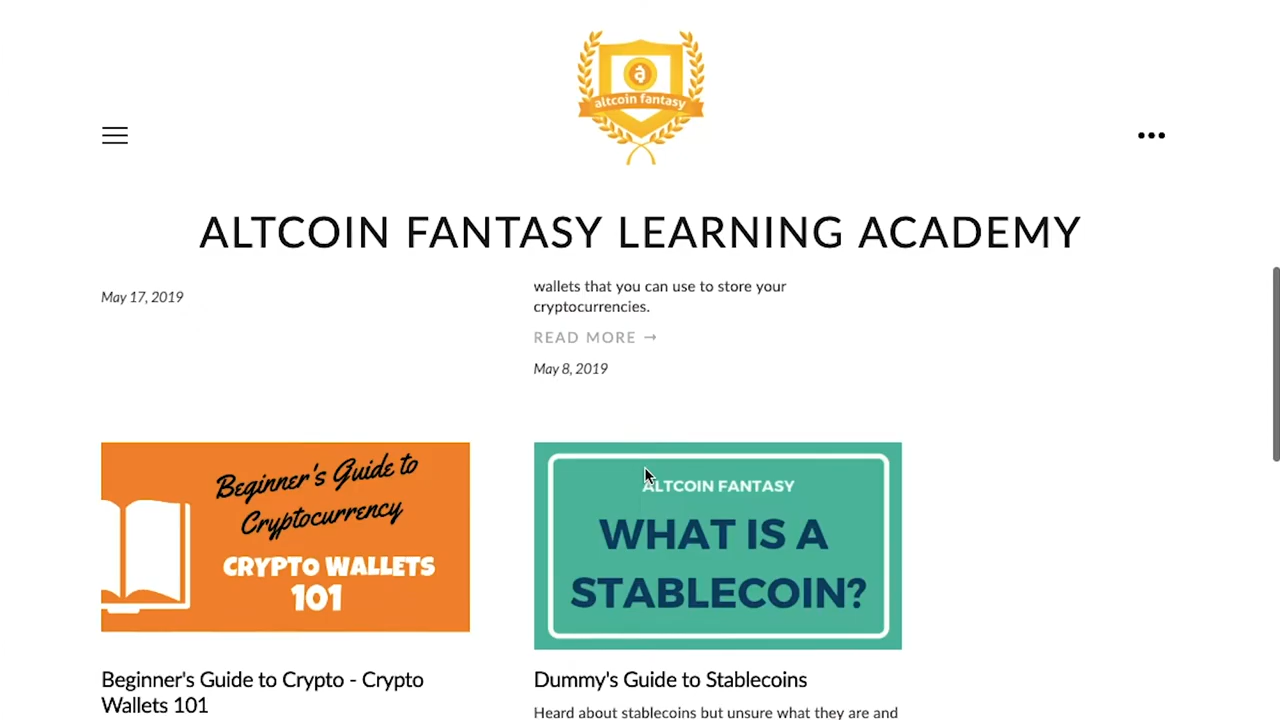 altcoin fantasy
ALTCOIN FANTASY LEARNING ACADEMY
May 17, 2019
wallets that you can use to store your
cryptocurrencies.
READ MORE →
May 8, 2019
Beginner's Guide to
Cryptocurrency
CRYPTO WALLETS
101
Beginner's Guide to Crypto - Crypto
Wallets 101
ALTCOIN FANTASY
WHAT IS A
STABLECOIN?
Dummy's Guide to Stablecoins
Heard about stablecoins but unsure what they are and